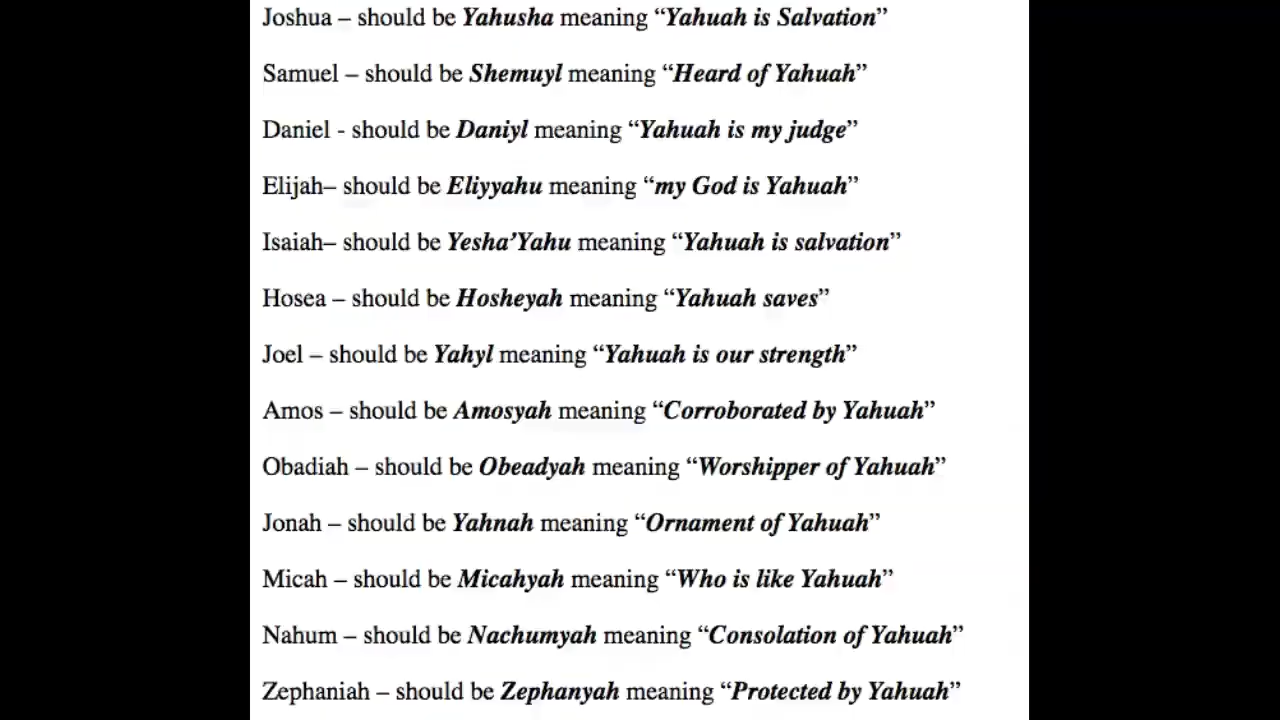 Joshua – should be Yahusha meaning “Yahuah is Salvation”
Samuel – should be Shemuyl meaning “Heard of Yahuah”
Daniel - should be Daniyl meaning “Yahuah is my judge”
Elijah– should be Eliyyahu meaning “my God is Yahuah”
Isaiah– should be Yesha’Yahu meaning “Yahuah is salvation”
Hosea – should be Hosheyah meaning “Yahuah saves”
Joel – should be Yahyl meaning “Yahuah is our strength”
Amos – should be Amosyah meaning “Corroborated by Yahuah”
Obadiah – should be Obeadyah meaning “Worshipper of Yahuah”
Jonah – should be Yahnah meaning “Ornament of Yahuah”
Micah – should be Micahyah meaning “Who is like Yahuah”
Nahum – should be Nachumyah meaning “Consolation of Yahuah”
Zephaniah – should be Zephanyah meaning “Protected by Yahuah”